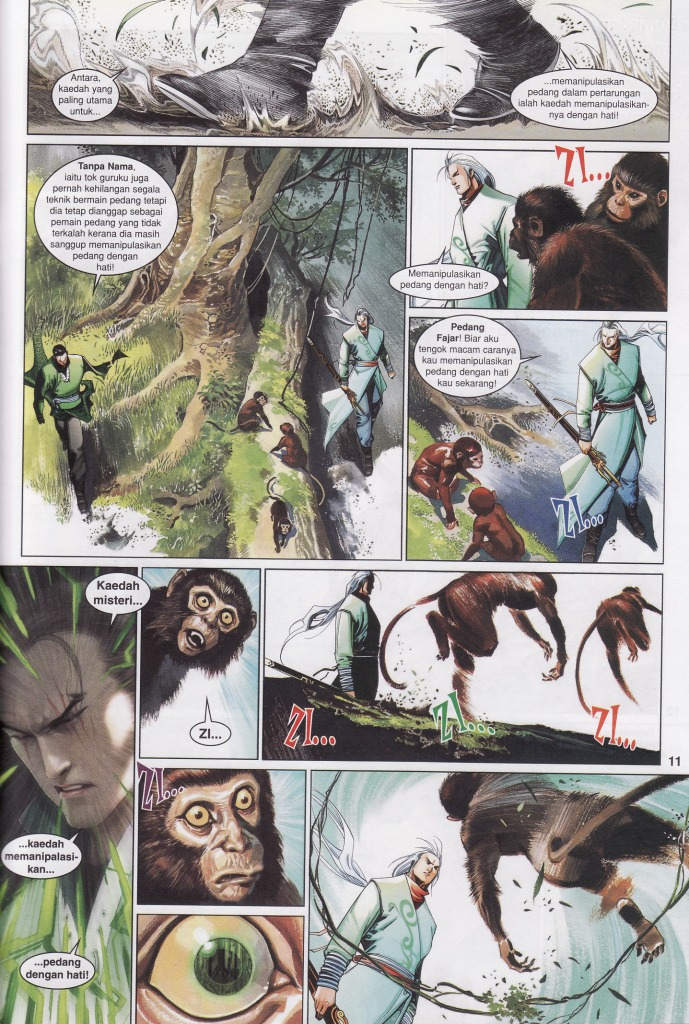 Antara,
kaedah yang
paling utama
untuk...
...memanipulasikan
pedang dalam pertarungan
ialah kaedah memanipulasikan-
nya dengan hati!
Tanpa Nama,
iaitu tok guruku juga
pernah kehilangan segala
teknik bermain pedang tetapi
dia tetap dianggap sebagai
pemain pedang yang tidak
terkalah kerana dia masih
sanggup memanipulasikan
pedang dengan
hati!
ZI...
Memanipulasikan
pedang dengan hati?
Pedang
Fajar! Biar aku
tengok macam caranya
kau memanipulasikan
pedang dengan hati
kau sekarang!
ZI...
Kaedah
misteri...
ZI...
ZI...
ZI...
ZI...
11
...kaedah
memanipalasi-
kan...
ZI...
...pedang
dengan hati!